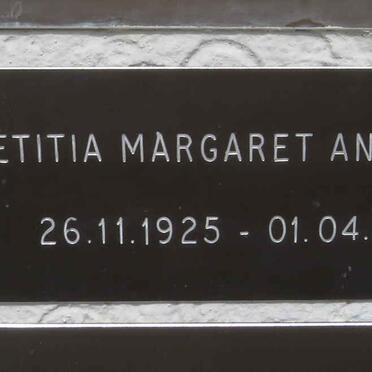 ETITIA MARGARET AN
26.11.1925 - 01.04.